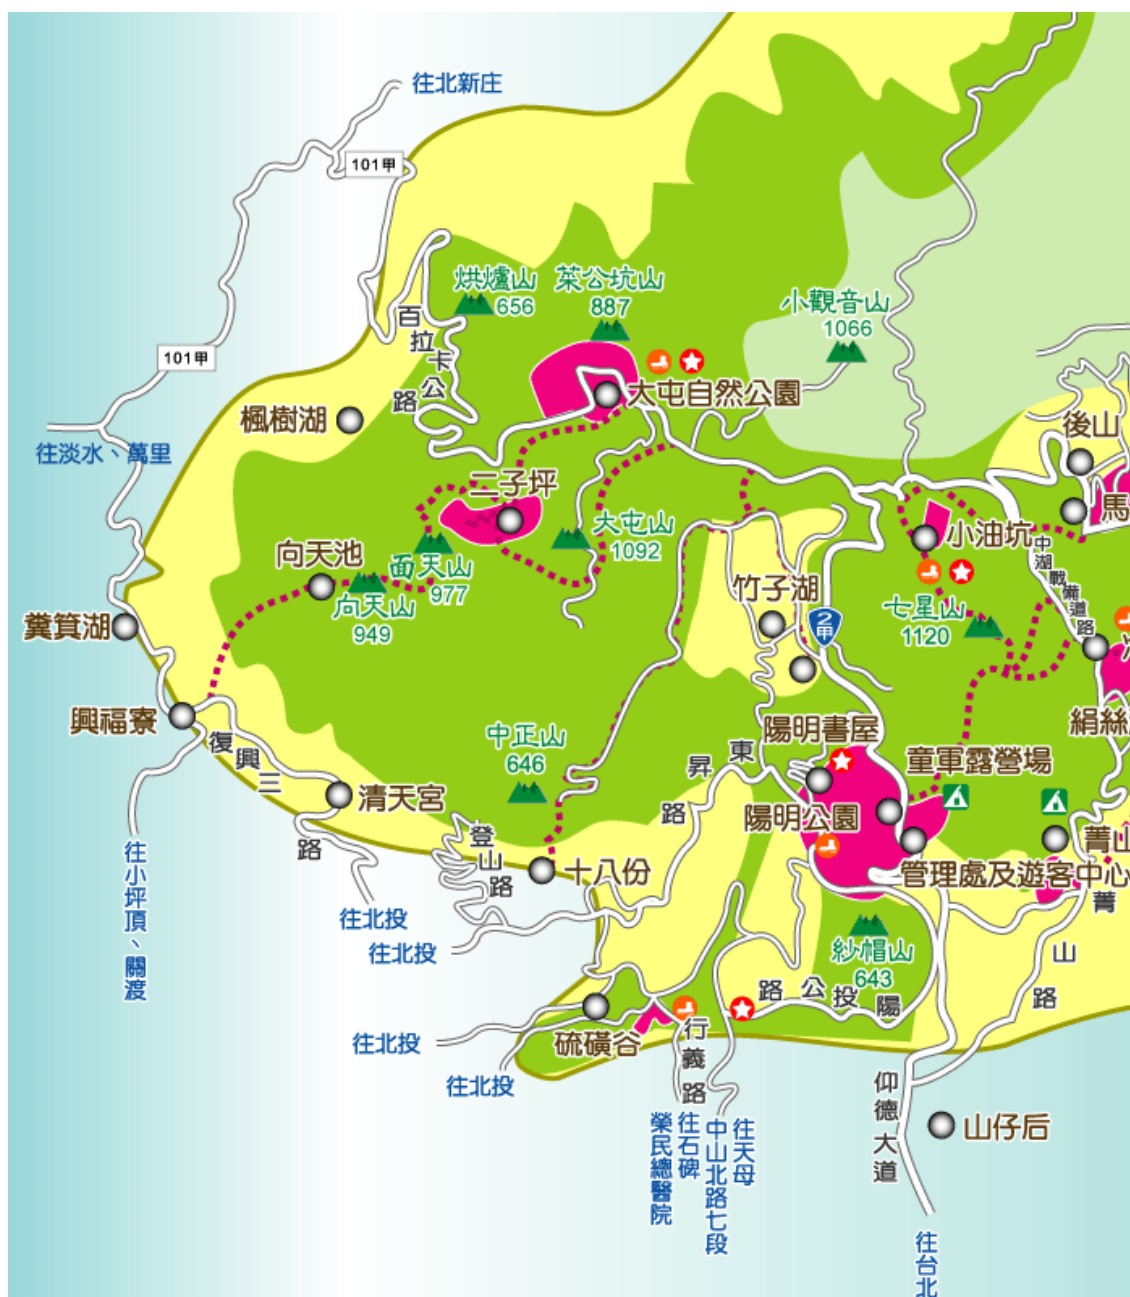 往北新庄
101甲
烘爐山
656
菜公坑山
887
小觀音山
1066
百拉卡公路
101甲
太屯自然公園
楓樹湖
後山
往淡水、萬里
二子坪
馬
大屯山
1092
小油坑
向天池
面天山
977
中湖戰備道路
向天山
949
竹子湖
2甲
七星山
1120
糞箕湖
興福寮
絹絲
復興三路
中正山
646
東昇路
陽明書屋
童軍露營場
清天宮
陽明公園
登山路
十八份
菁山
管理處及遊客中心
菁山路
往小坪頂、關渡
往北投
往北投
紗帽山
643
陽投公路
硫磺谷
往北投
行義路
往北投
仰德大道
山仔后
往石碑
榮民總醫院
往天母
中山北路七段
往台北